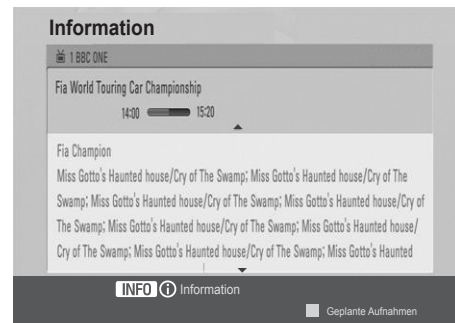 Information
1 BBC ONE
Fia World Touring Car Championship
14:00 15:20
Fia Champion
Miss Gotto's Haunted house/Cry of The Swamp; Miss Gotto's Haunted house/Cry of The
Swamp; Miss Gotto's Haunted house/Cry of The Swamp; Miss Gotto's Haunted house/Cry of
The Swamp; Miss Gotto's Haunted house/Cry of The Swamp; Miss Gotto's Haunted house/
Cry of The Swamp; Miss Gotto's Haunted house/Cry of The Swamp; Miss Gotto's Haunted
INFO i Information
Geplante Aufnahmen